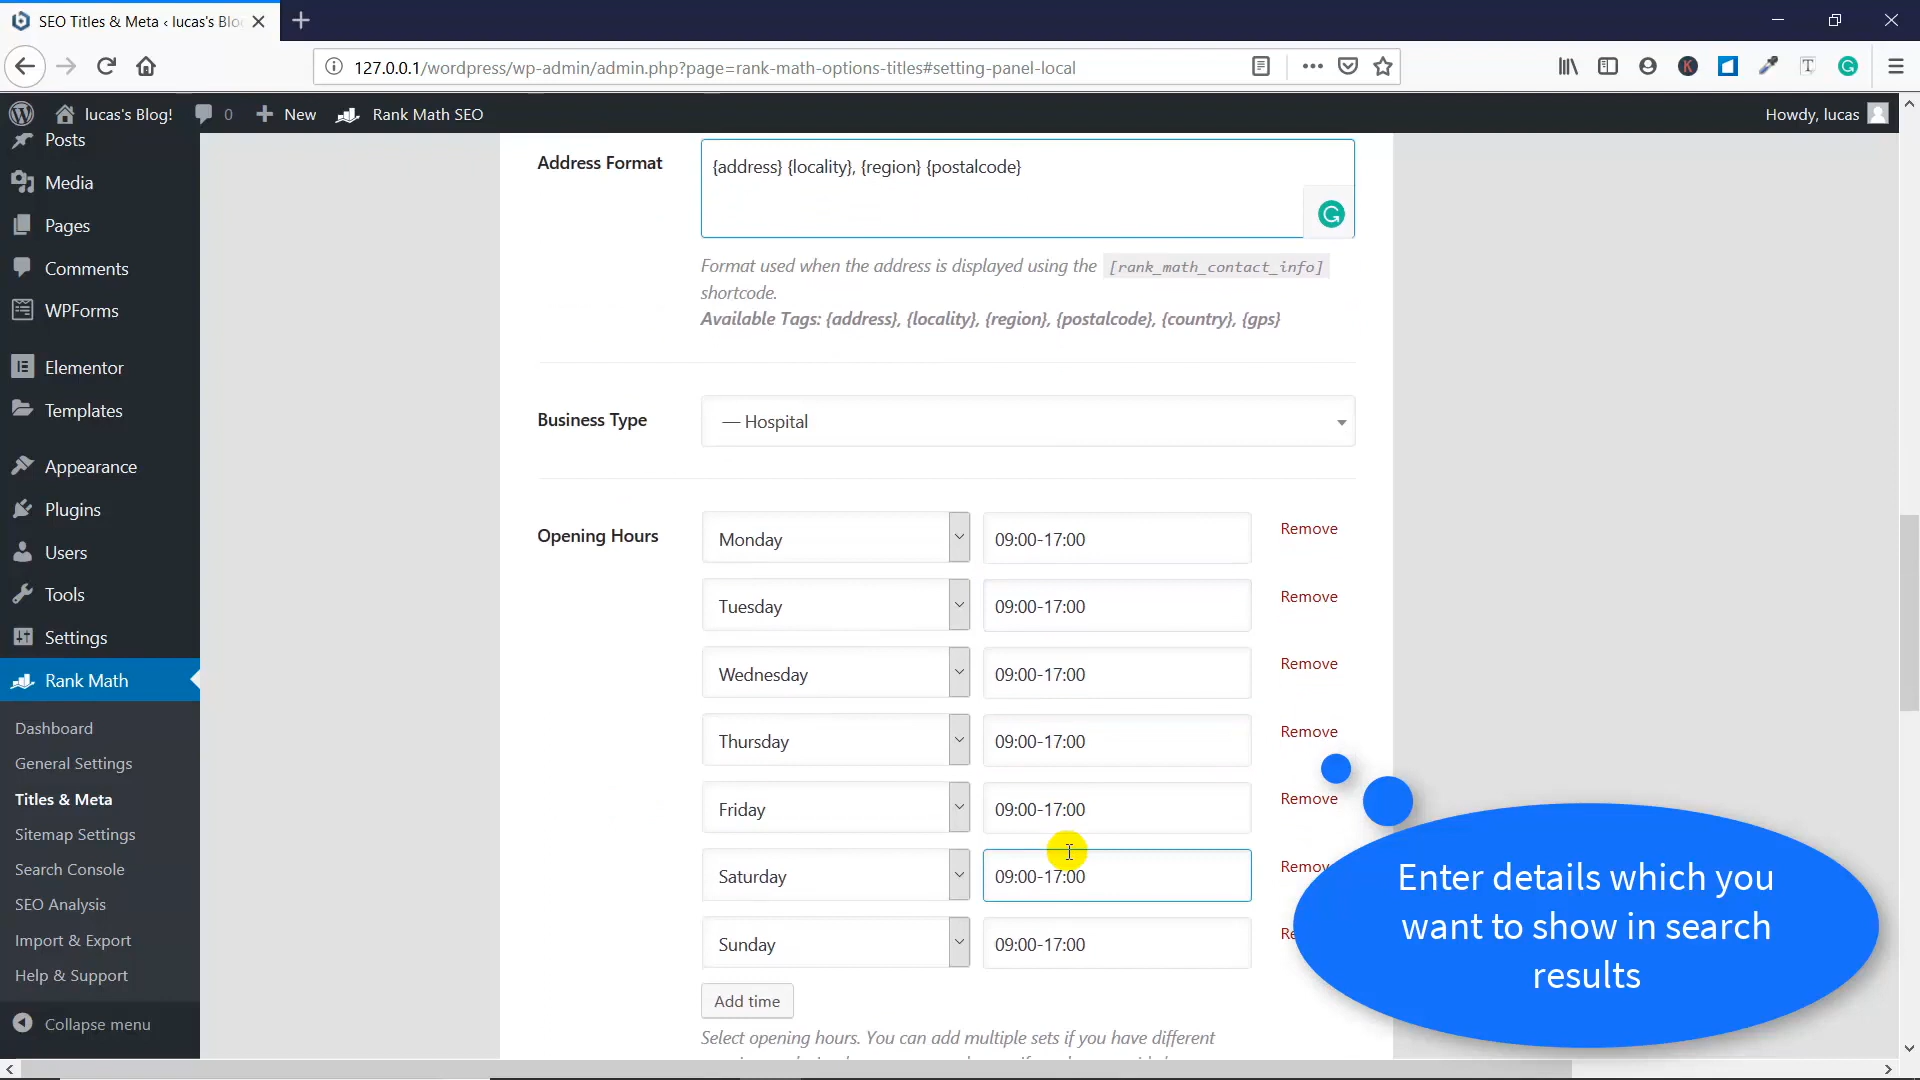 SEO Titles & Meta ‹ lucas's Blo
127.0.0.1/wordpress/wp-admin/admin.php?page=rank-math-options-titles#setting-panel-local
lucas's Blog!
0
New
Rank Math SEO
Howdy, lucas
Posts
Media
Pages
Comments
WPForms
Elementor
Templates
Appearance
Plugins
Users
Tools
Settings
Rank Math
Dashboard
General Settings
Titles & Meta
Sitemap Settings
Search Console
SEO Analysis
Import & Export
Help & Support
Collapse menu
Address Format
{address} {locality}, {region} {postalcode}
Format used when the address is displayed using the [rank_math_contact_info]
shortcode.
Available Tags: {address}, {locality}, {region}, {postalcode}, {country}, {gps}
Business Type
— Hospital
Opening Hours
Monday 09:00-17:00 Remove
Tuesday 09:00-17:00 Remove
Wednesday 09:00-17:00 Remove
Thursday 09:00-17:00 Remove
Friday 09:00-17:00 Remove
Saturday 09:00-17:00 Remov
Sunday 09:00-17:00 Re
Add time
Select opening hours. You can add multiple sets if you have different
Enter details which you
want to show in search
results